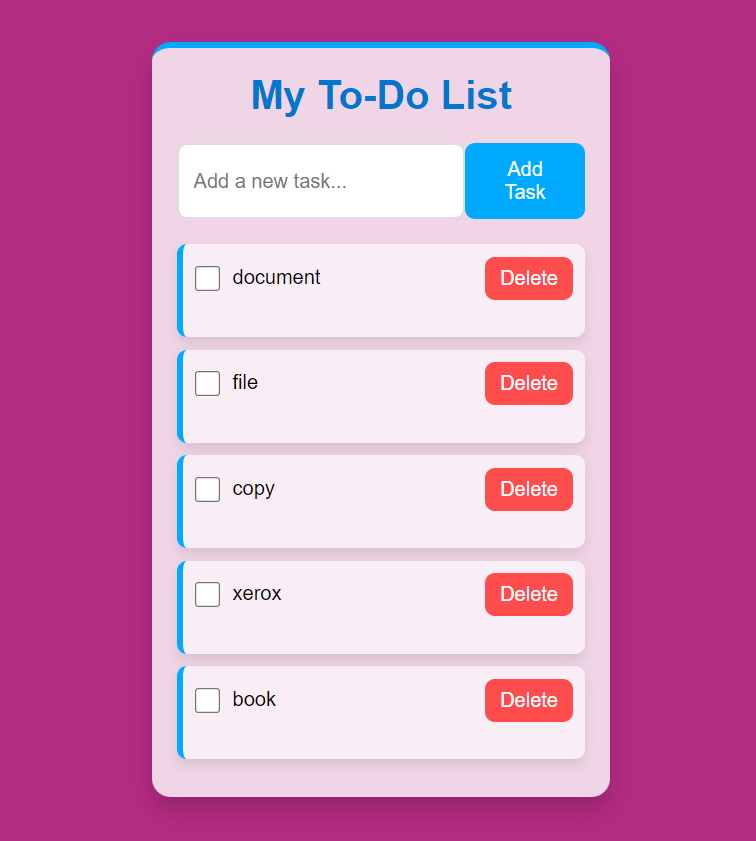 My To-Do List
Add a new task...
Add
Task
document
Delete
file
Delete
copy
Delete
xerox
Delete
book
Delete